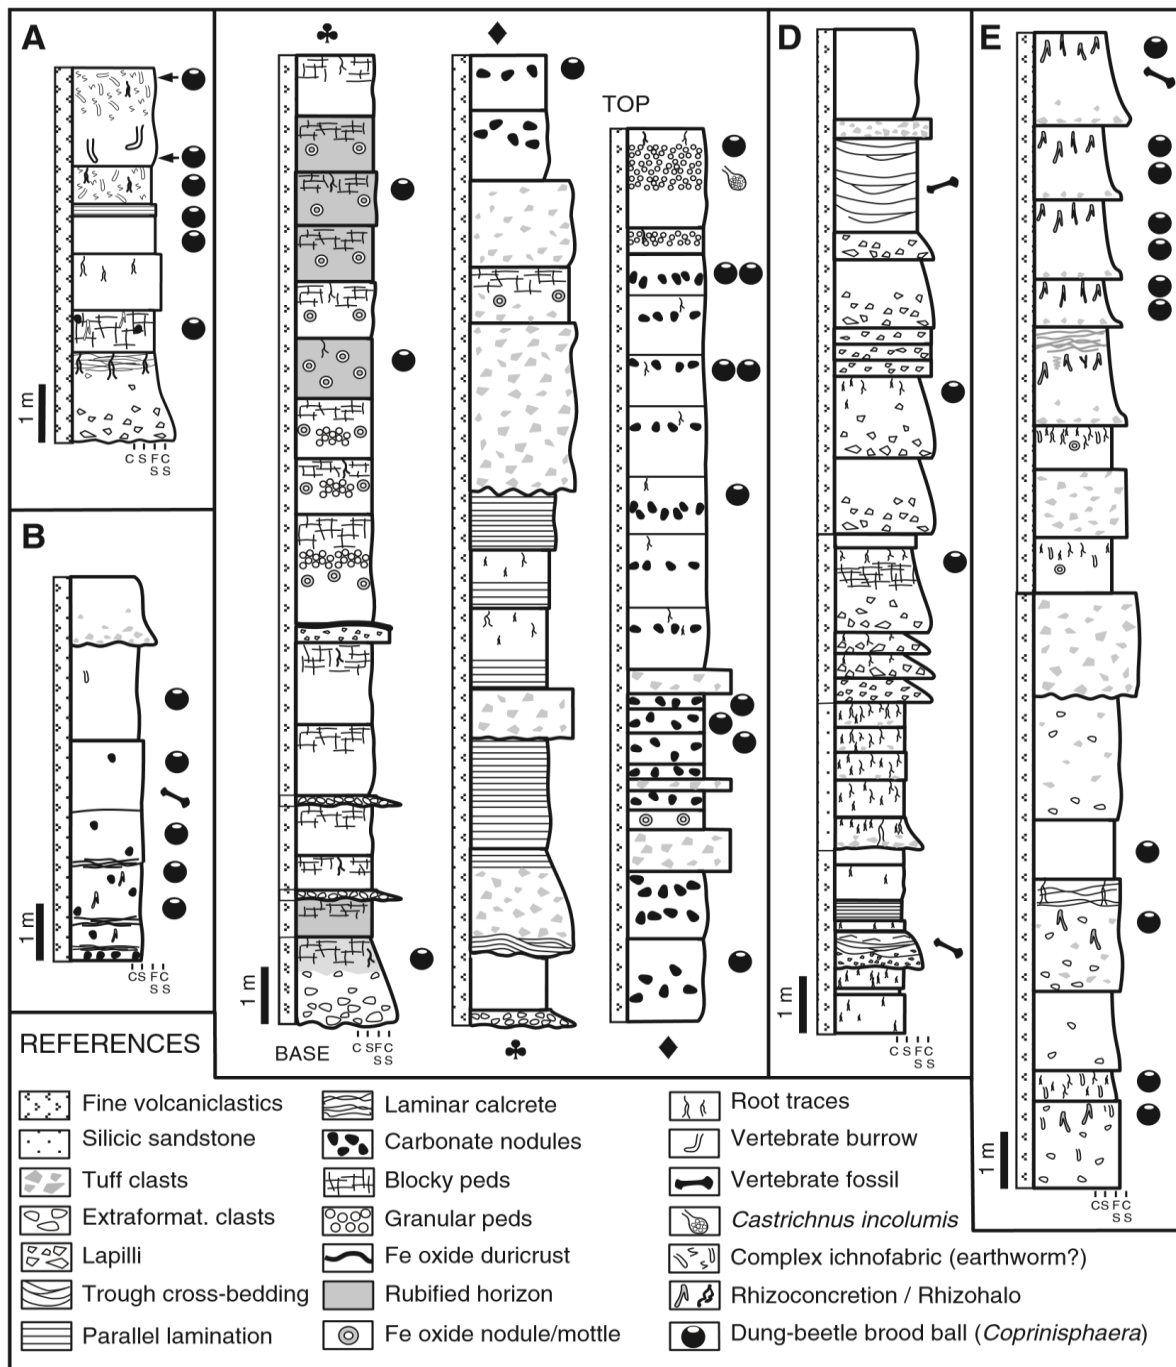 A
1 m
C S F C
S S
B
1 m
C S F C
S S
♣
♦
TOP
1 m
BASE
C S F C
S S
♣
♦
D
1 m
C S F C
S S
E
1 m
C S F C
S S
REFERENCES
Fine volcaniclastics
Silicic sandstone
Tuff clasts
Extraformat. clasts
Lapilli
Trough cross-bedding
Parallel lamination
Laminar calcrete
Carbonate nodules
Blocky peds
Granular peds
Fe oxide duricrust
Rubified horizon
Fe oxide nodule/mottle
Root traces
Vertebrate burrow
Vertebrate fossil
Castrichnus incolumis
Complex ichnofabric (earthworm?)
Rhizoconcretion / Rhizohalo
Dung-beetle brood ball (Coprinisphaera)